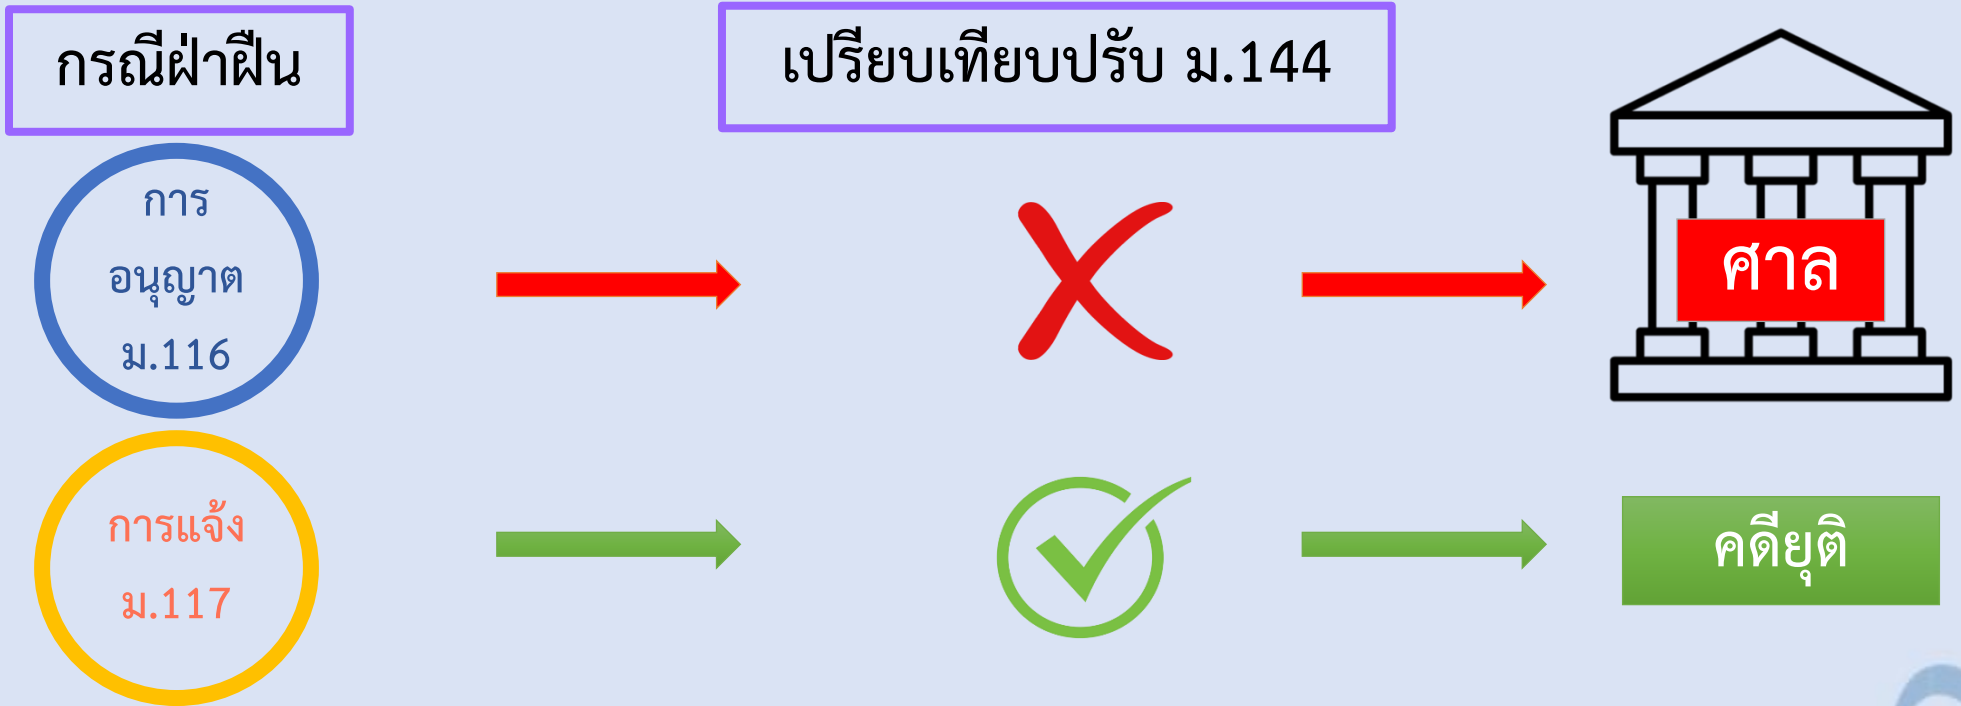 กรณีฝ่าฝืน
เปรียบเทียบปรับ ม.144
การ
อนุญาต
ม.116
ศาล
การแจ้ง
ม.117
คดียุติ